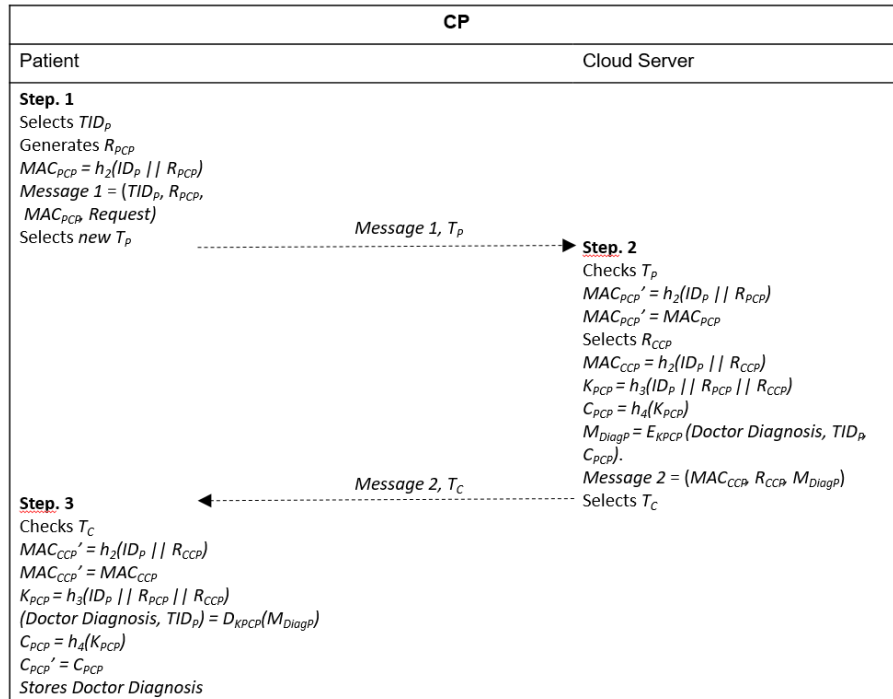 CP
Patient
Cloud Server
Step. 1
Selects TIDP
Generates RPCP
MACPCP = h2(IDP || RPCP)
Message 1 = (TIDP, RPCP,
MACPCP, Request)
Selects new TP
Message 1, TP
Step. 2
Checks TP
MACPCP' = h2(IDP || RPCP)
MACPCP' = MACPCP
Selects RCCP
MACCCP = h2(IDP || RCCP)
KPCP = h3(IDP || RPCP || RCCP)
CPCP = h4(KPCP)
MDiagP = EKPCP (Doctor Diagnosis, TIDP,
CPCP).
Message 2 = (MACCCP, RCCP, MDiagP)
Selects TC
Message 2, TC
Step. 3
Checks TC
MACCCP' = h2(IDP || RCCP)
MACCCP' = MACCCP
KPCP = h3(IDP || RPCP || RCCP)
(Doctor Diagnosis, TIDP) = DKPCP(MDiagP)
CPCP = h4(KPCP)
CPCP' = CPCP
Stores Doctor Diagnosis